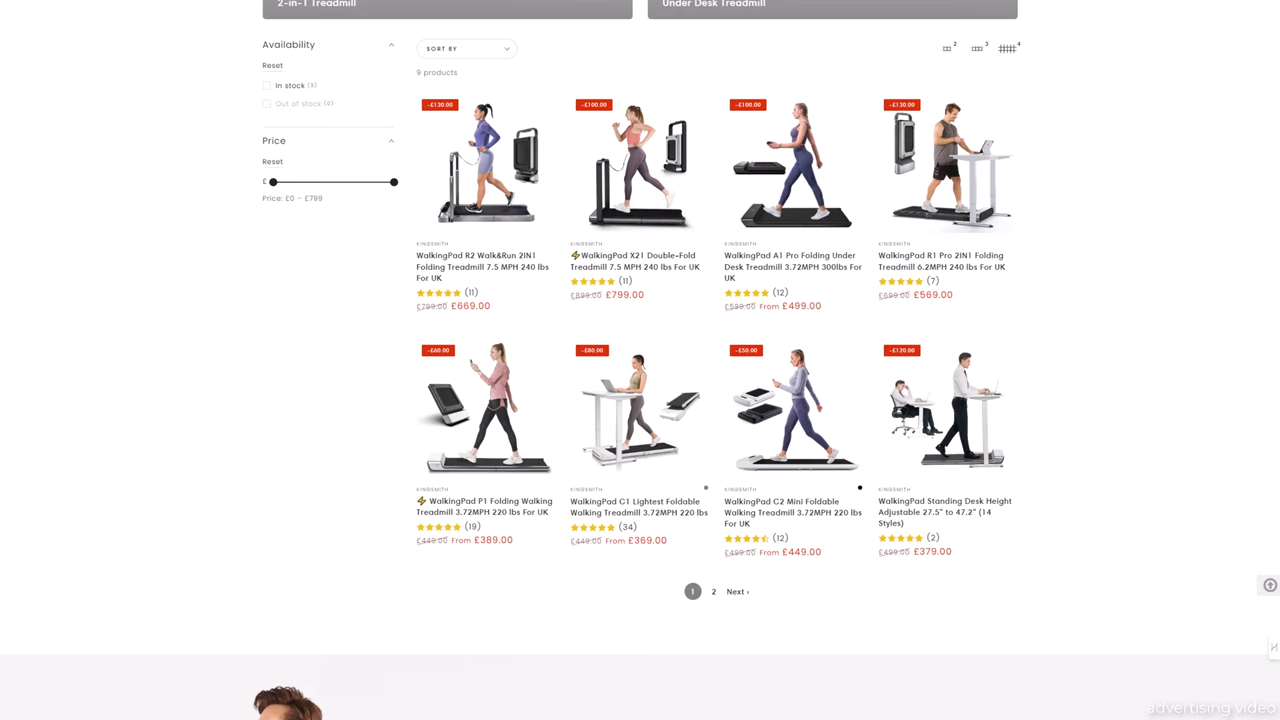 2-in-1 Treadmill
Under Desk Treadmill
Availability
Reset
In stock (9)
Out of stock (0)
Price
Reset
£
Price: £0 – £799
SORT BY
2
3
4
9 products
-£130.00
-£100.00
-£100.00
-£130.00
KINGSMITH
WalkingPad R2 Walk&Run 2IN1
Folding Treadmill 7.5 MPH 240 lbs
For UK
(11)
£799.00 £669.00
KINGSMITH
⚡WalkingPad X21 Double-Fold
Treadmill 7.5 MPH 240 lbs For UK
(11)
£899.00 £799.00
KINGSMITH
WalkingPad A1 Pro Folding Under
Desk Treadmill 3.72MPH 300lbs For
UK
(12)
£599.00 From £499.00
KINGSMITH
WalkingPad R1 Pro 2IN1 Folding
Treadmill 6.2MPH 240 lbs For UK
(7)
£699.00 £569.00
-£60.00
-£80.00
-£50.00
-£120.00
KINGSMITH
⚡ WalkingPad P1 Folding Walking
Treadmill 3.72MPH 220 lbs For UK
(19)
£449.00 From £389.00
KINGSMITH
WalkingPad C1 Lightest Foldable
Walking Treadmill 3.72MPH 220 lbs
(34)
£449.00 From £369.00
KINGSMITH
WalkingPad C2 Mini Foldable
Walking Treadmill 3.72MPH 220 lbs
For UK
(12)
£499.00 From £449.00
KINGSMITH
WalkingPad Standing Desk Height
Adjustable 27.5" to 47.2" (14
Styles)
(2)
£499.00 £379.00
1 2 Next ›
advertising video